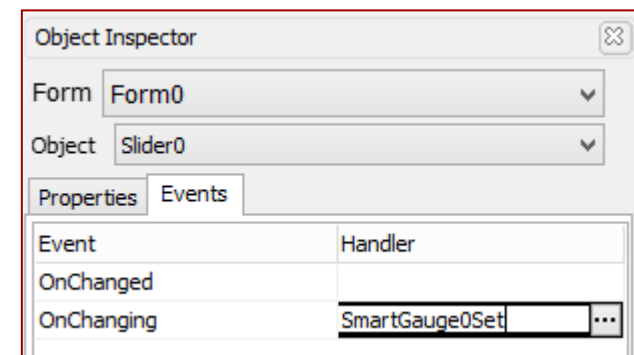 Object Inspector
Form Form0
Object Slider0
Properties Events
Event Handler
OnChanged
OnChanging SmartGauge0Set ...